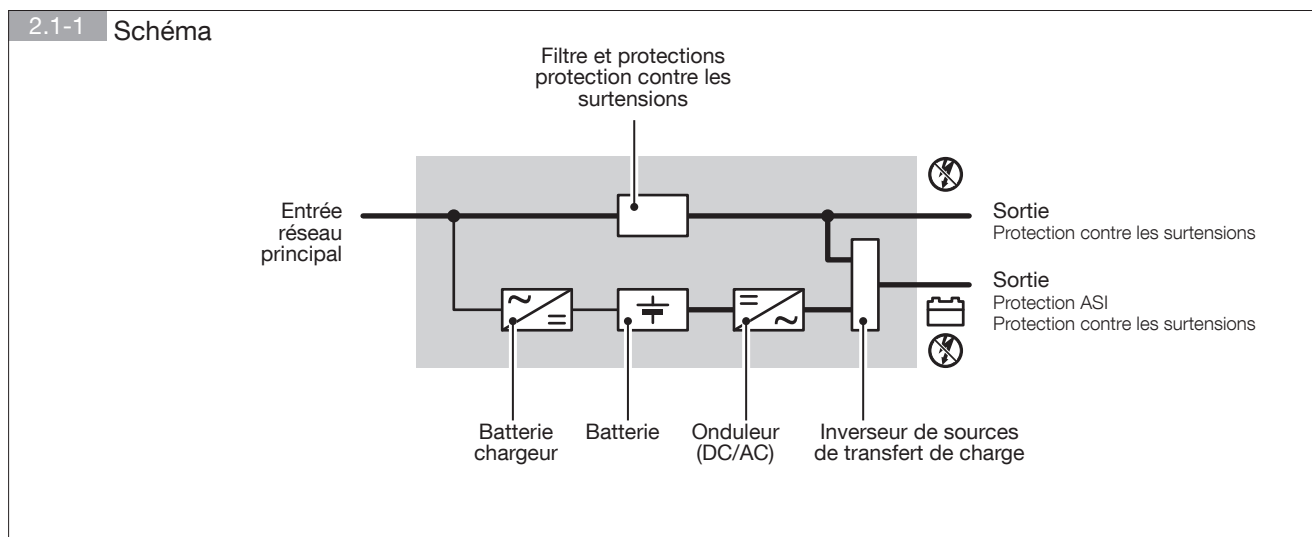 2.1-1 Schéma
Filtre et protections
protection contre les
surtensions
Entrée
réseau
principal
Sortie
Protection contre les surtensions
Sortie
Protection ASI
Protection contre les surtensions
Batterie
chargeur
Batterie
Onduleur
(DC/AC)
Inverseur de sources
de transfert de charge